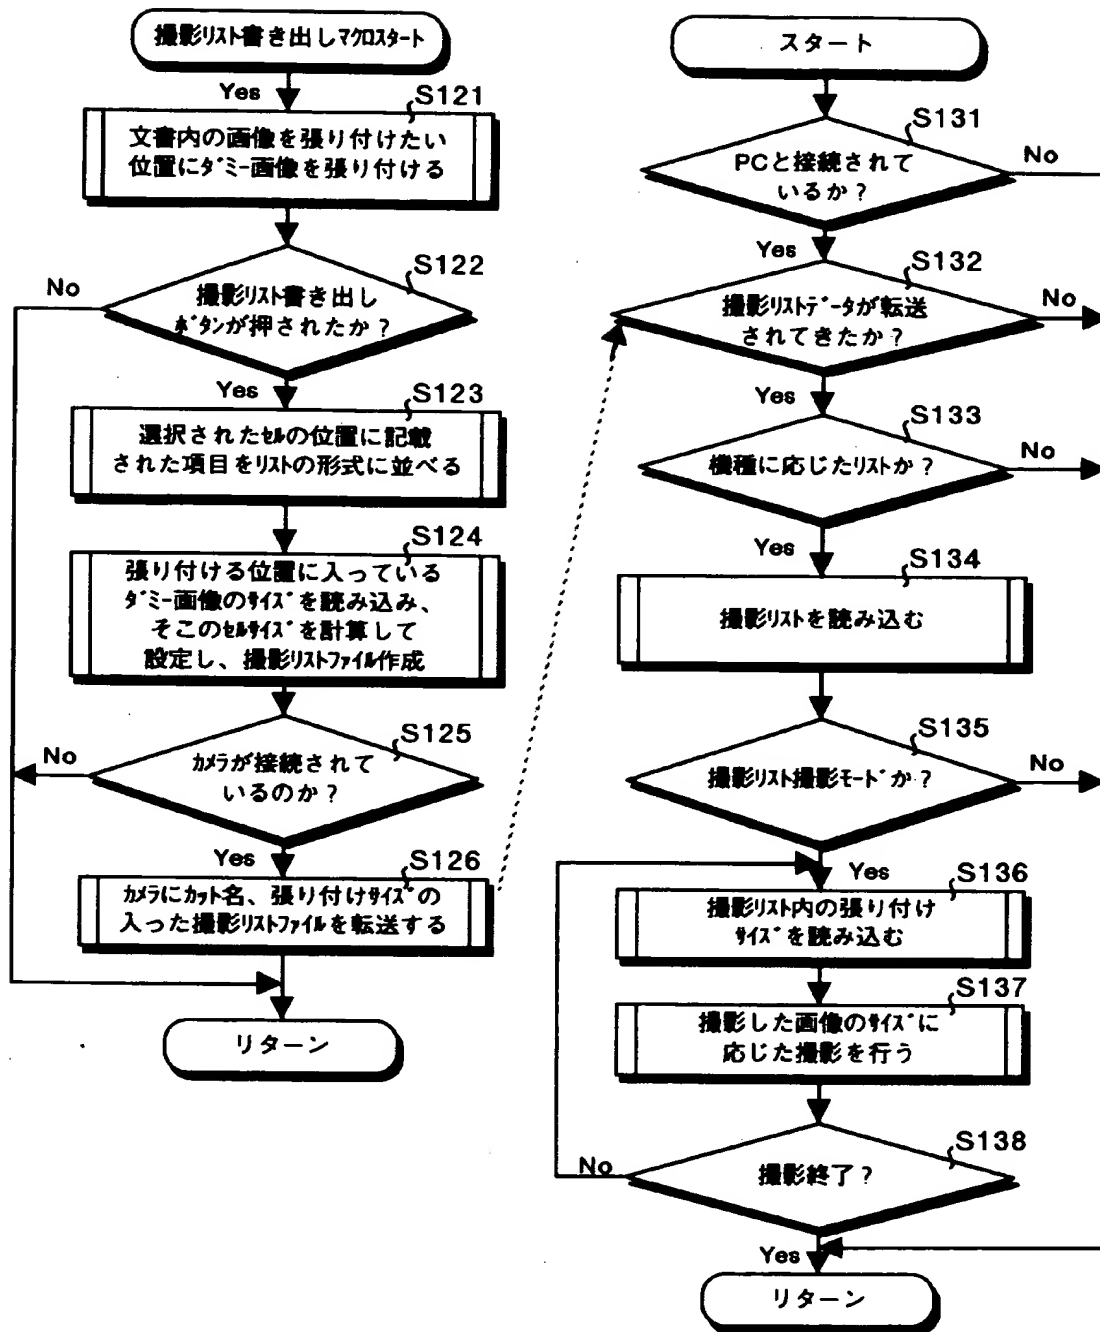 撮影リスト書き出しマクロスタート
Yes
S121
文書内の画像を張り付けたい
位置にダミー画像を張り付ける
S122
No
撮影リスト書き出し
ボタンが押されたか？
Yes
S123
選択されたセルの位置に記載
された項目をリストの形式に並べる
S124
張り付ける位置に入っている
ダミー画像のサイズを読み込み、
そこのセルサイズを計算して
設定し、撮影リストファイル作成
S125
No
カメラが接続されて
いるのか？
Yes
S126
カメラにカット名、張り付けサイズの
入った撮影リストファイルを転送する
リターン
スタート
S131
No
PCと接続されて
いるか？
Yes
S132
No
撮影リストデータが転送
されてきたか？
Yes
S133
No
機種に応じたリストか？
Yes
S134
撮影リストを読み込む
S135
No
撮影リスト撮影モードか？
Yes
S136
撮影リスト内の張り付け
サイズを読み込む
S137
撮影した画像のサイズに
応じた撮影を行う
S138
No
撮影終了？
Yes
リターン